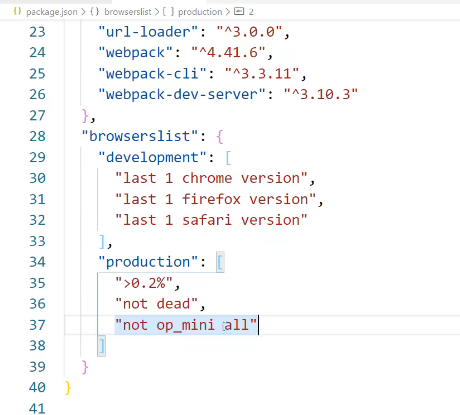 package.json > { } browserslist > [ ] production > 2
23 "url-loader": "^3.0.0",
24 "webpack": "^4.41.6",
25 "webpack-cli": "^3.3.11",
26 "webpack-dev-server": "^3.10.3"
27 },
28 "browserslist": {
29 "development": [
30 "last 1 chrome version",
31 "last 1 firefox version",
32 "last 1 safari version"
33 ],
34 "production": [
35 ">0.2%",
36 "not dead",
37 "not op_mini all"
38 ]
39 }
40 }
41